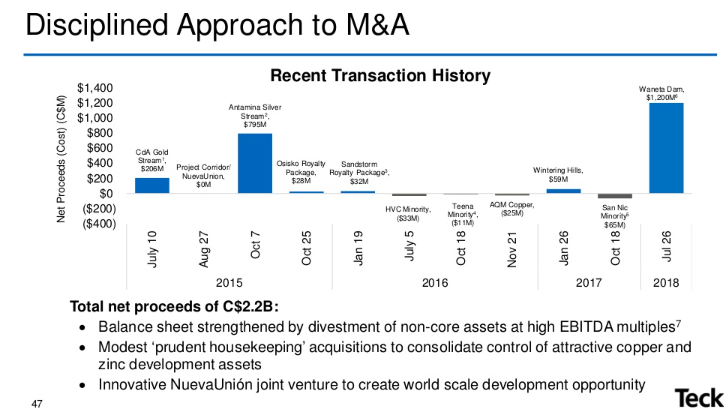 Disciplined Approach to M&A
Recent Transaction History
Net Proceeds (Cost) (C$M)
$1,400
$1,200
$1,000
$800
$600
$400
$200
$0
($200)
($400)
CdA Gold
Stream¹,
$206M
Project Corridor/
NuevaUnion,
$0M
Antamina Silver
Stream²,
$795M
Osisko Royalty
Package,
$28M
Sandstorm
Royalty Package³,
$32M
HVC Minority,
($33M)
Teena
Minority⁴,
($11M)
AQM Copper,
($25M)
Wintering Hills,
$59M
San Nic
Minority⁵
$65M)
Waneta Dam,
$1,200M⁶
July 10
Aug 27
Oct 7
Oct 25
Jan 19
July 5
Oct 18
Nov 21
Jan 26
Oct 18
Jul 26
2015
2016
2017
2018
Total net proceeds of C$2.2B:
• Balance sheet strengthened by divestment of non-core assets at high EBITDA multiples⁷
• Modest ‘prudent housekeeping’ acquisitions to consolidate control of attractive copper and
zinc development assets
• Innovative NuevaUnión joint venture to create world scale development opportunity
47
Teck